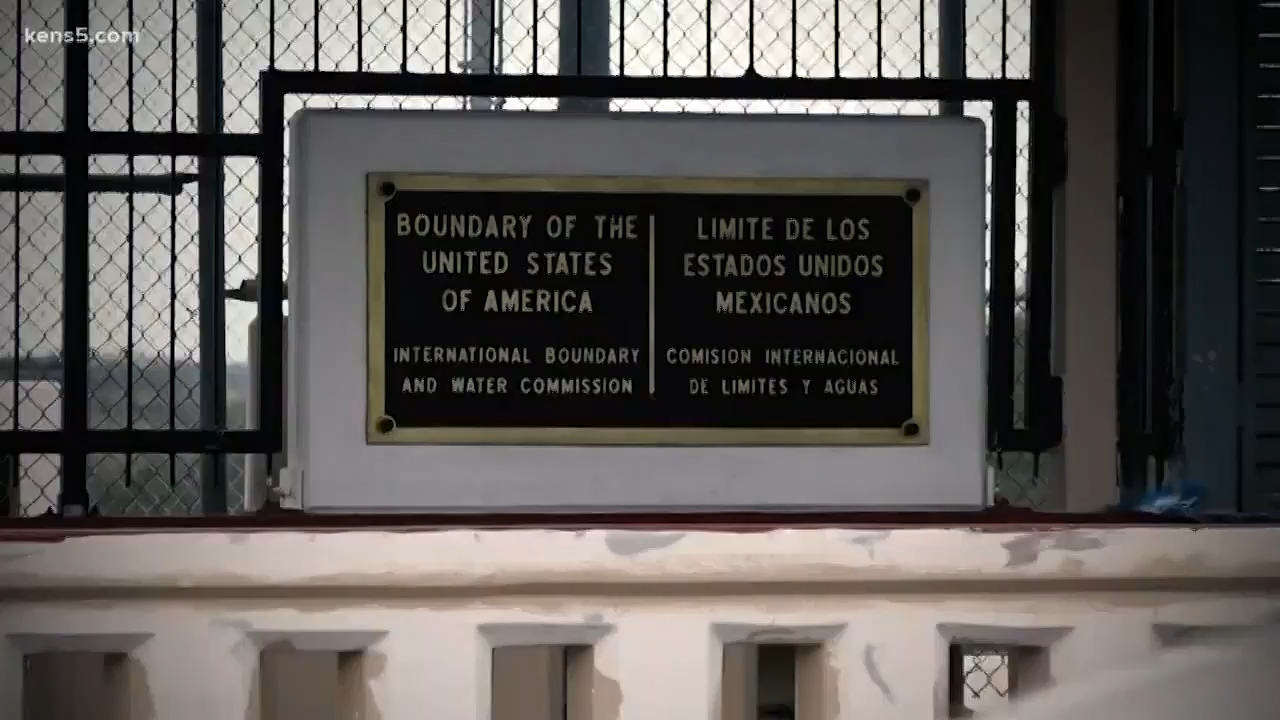 kens5.com
BOUNDARY OF THE
UNITED STATES
OF AMERICA
INTERNATIONAL BOUNDARY
AND WATER COMMISSION
LIMITE DE LOS
ESTADOS UNIDOS
MEXICANOS
COMISION INTERNACIONAL
DE LIMITES Y AGUAS